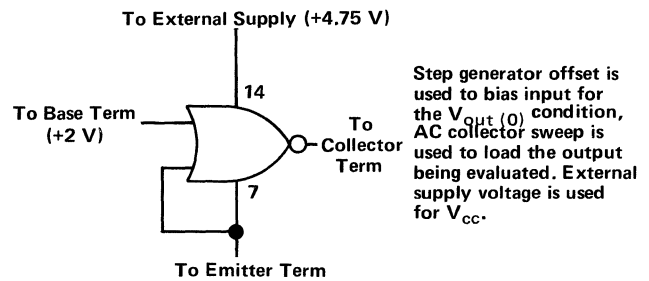 To External Supply (+4.75 V)
14
To Base Term
(+2 V)
To
Collector
Term
7
To Emitter Term
Step generator offset is
used to bias input for
the Vout (0) condition,
AC collector sweep is
used to load the output
being evaluated. External
supply voltage is used
for Vcc.